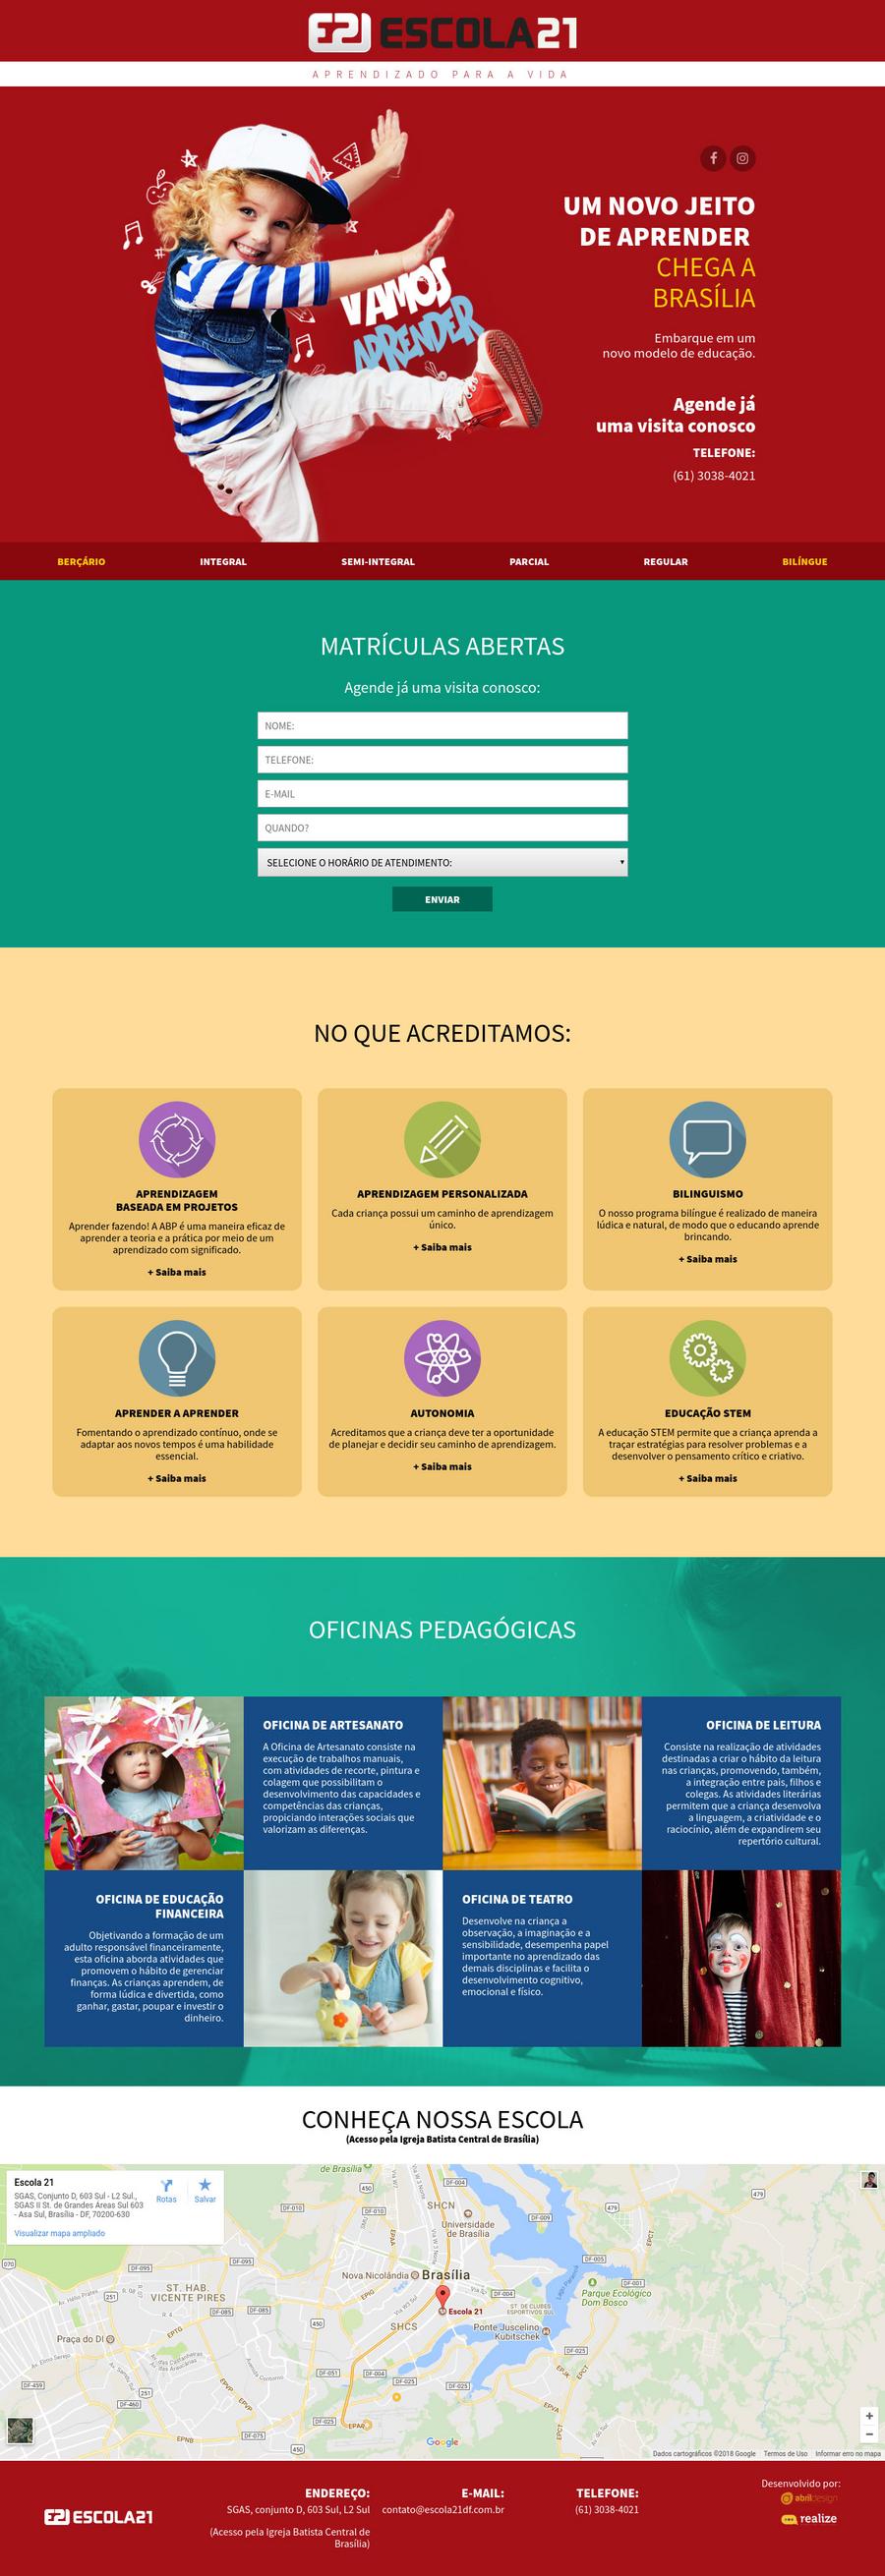 E21 ESCOLA21
APRENDIZADO PARA A VIDA
UM NOVO JEITO
DE APRENDER
CHEGA A
BRASÍLIA
VAMOS
APRENDER
Embarque em um
novo modelo de educação.
Agende já
uma visita conosco
TELEFONE:
(61) 3038-4021
BERÇÁRIO INTEGRAL SEMI-INTEGRAL PARCIAL REGULAR BILÍNGUE
MATRÍCULAS ABERTAS
Agende já uma visita conosco:
NOME:
TELEFONE:
E-MAIL
QUANDO?
SELECIONE O HORÁRIO DE ATENDIMENTO:
ENVIAR
NO QUE ACREDITAMOS:
APRENDIZAGEM
BASEADA EM PROJETOS
Aprender fazendo! A ABP é uma maneira eficaz de
aprender a teoria e a prática por meio de um
aprendizado com significado.
+ Saiba mais
APRENDIZAGEM PERSONALIZADA
Cada criança possui um caminho de aprendizagem
único.
+ Saiba mais
BILINGUISMO
O nosso programa bilíngue é realizado de maneira
lúdica e natural, de modo que o educando aprende
brincando.
+ Saiba mais
APRENDER A APRENDER
Fomentando o aprendizado contínuo, onde se
adaptar aos novos tempos é uma habilidade
essencial.
+ Saiba mais
AUTONOMIA
Acreditamos que a criança deve ter a oportunidade
de planejar e decidir seu caminho de aprendizagem.
+ Saiba mais
EDUCAÇÃO STEM
A educação STEM permite que a criança aprenda a
traçar estratégias para resolver problemas e a
desenvolver o pensamento crítico e criativo.
+ Saiba mais
OFICINAS PEDAGÓGICAS
OFICINA DE ARTESANATO
A Oficina de Artesanato consiste na
execução de trabalhos manuais,
com atividades de recorte, pintura e
colagem que possibilitam o
desenvolvimento das capacidades e
competências das crianças,
propiciando interações sociais que
valorizam as diferenças.
OFICINA DE LEITURA
Consiste na realização de atividades
destinadas a criar o hábito da leitura
nas crianças, promovendo, também,
a integração entre pais, filhos e
colegas. As atividades literárias
permitem que a criança desenvolva
a linguagem, a criatividade e o
raciocínio, além de expandirem seu
repertório cultural.
OFICINA DE EDUCAÇÃO
FINANCEIRA
Objetivando a formação de um
adulto responsável financeiramente,
esta oficina aborda atividades que
promovem o hábito de gerenciar
finanças. As crianças aprendem, de
forma lúdica e divertida, como
ganhar, gastar, poupar e investir o
dinheiro.
OFICINA DE TEATRO
Desenvolve na criança a
observação, a imaginação e a
sensibilidade, desempenha papel
importante no aprendizado das
demais disciplinas e facilita o
desenvolvimento cognitivo,
emocional e físico.
CONHEÇA NOSSA ESCOLA
(Acesso pela Igreja Batista Central de Brasília)
Escola 21
SGAS, Conjunto D, 603 Sul - L2 Sul.,
SGAS II St. de Grandes Areas Sul 603
- Asa Sul, Brasília - DF, 70200-630
Rotas Salvar
Visualizar mapa ampliado
de Brasília
SHCN
Universidade
de Brasília
Nova Nicolândia Brasília
ST. HAB.
VICENTE PIRES
Escola 21
ST. DE CLUBES
ESPORTIVOS SUL
Parque Ecológico
Dom Bosco
SHCS
Ponte Juscelino
Kubitschek
Praça do DI
Google
Dados cartográficos ©2018 Google Termos de Uso Informar erro no mapa
E21 ESCOLA21
ENDEREÇO:
SGAS, conjunto D, 603 Sul, L2 Sul
(Acesso pela Igreja Batista Central de
Brasília)
E-MAIL:
contato@escola21df.com.br
TELEFONE:
(61) 3038-4021
Desenvolvido por:
abrildesign
realize